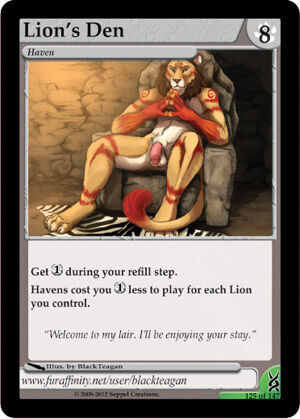 Lion's Den
8
Haven
Get 1 during your refill step.
Havens cost you 1 less to play for each Lion
you control.
"Welcome to my lair. I'll be enjoying your stay."
Illus. by BlackTeagan
www.furaffinity.net/user/blackteagan
125 of 147
© 2009-2012 Seppel Creations.